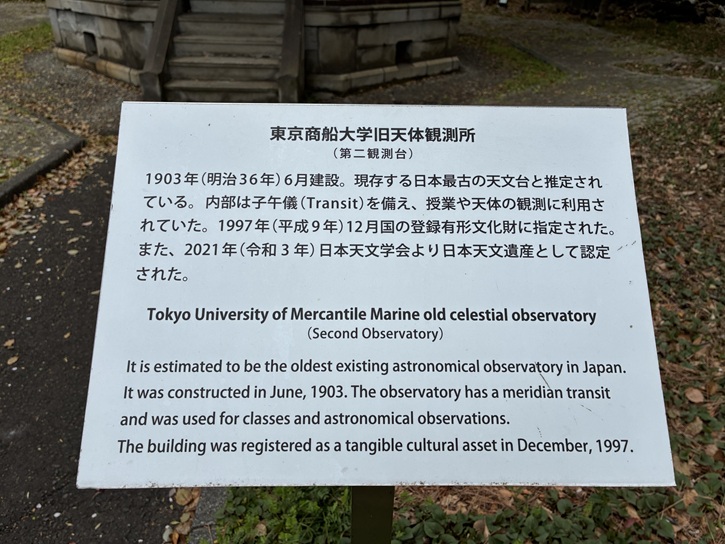 東京商船大学旧天体観測所
（第二観測台）
1903年（明治36年）6月建設。現存する日本最古の天文台と推定され
ている。内部は子午儀（Transit）を備え、授業や天体の観測に利用さ
れていた。1997年（平成9年）12月国の登録有形文化財に指定された。
また、2021年（令和3年）日本天文学会より日本天文遺産として認定
された。
Tokyo University of Mercantile Marine old celestial observatory
(Second Observatory)
It is estimated to be the oldest existing astronomical observatory in Japan.
It was constructed in June, 1903. The observatory has a meridian transit
and was used for classes and astronomical observations.
The building was registered as a tangible cultural asset in December, 1997.